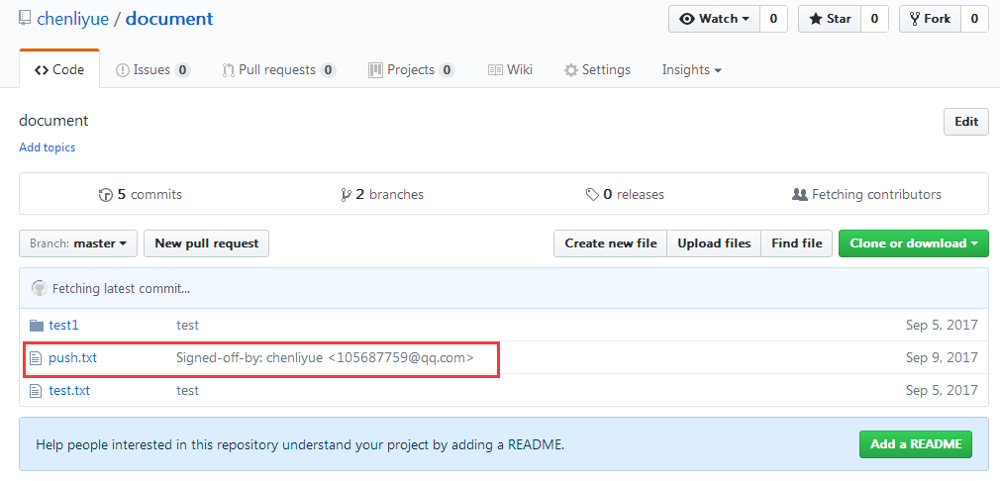 chenliyue / document
Watch 0 Star 0 Fork 0
Code Issues 0 Pull requests 0 Projects 0 Wiki Settings Insights
document
Edit
Add topics
5 commits 2 branches 0 releases Fetching contributors
Branch: master New pull request Create new file Upload files Find file Clone or download
Fetching latest commit...
test1 test Sep 5, 2017
push.txt Signed-off-by: chenliyue <105687759@qq.com> Sep 9, 2017
test.txt test Sep 5, 2017
Help people interested in this repository understand your project by adding a README. Add a README